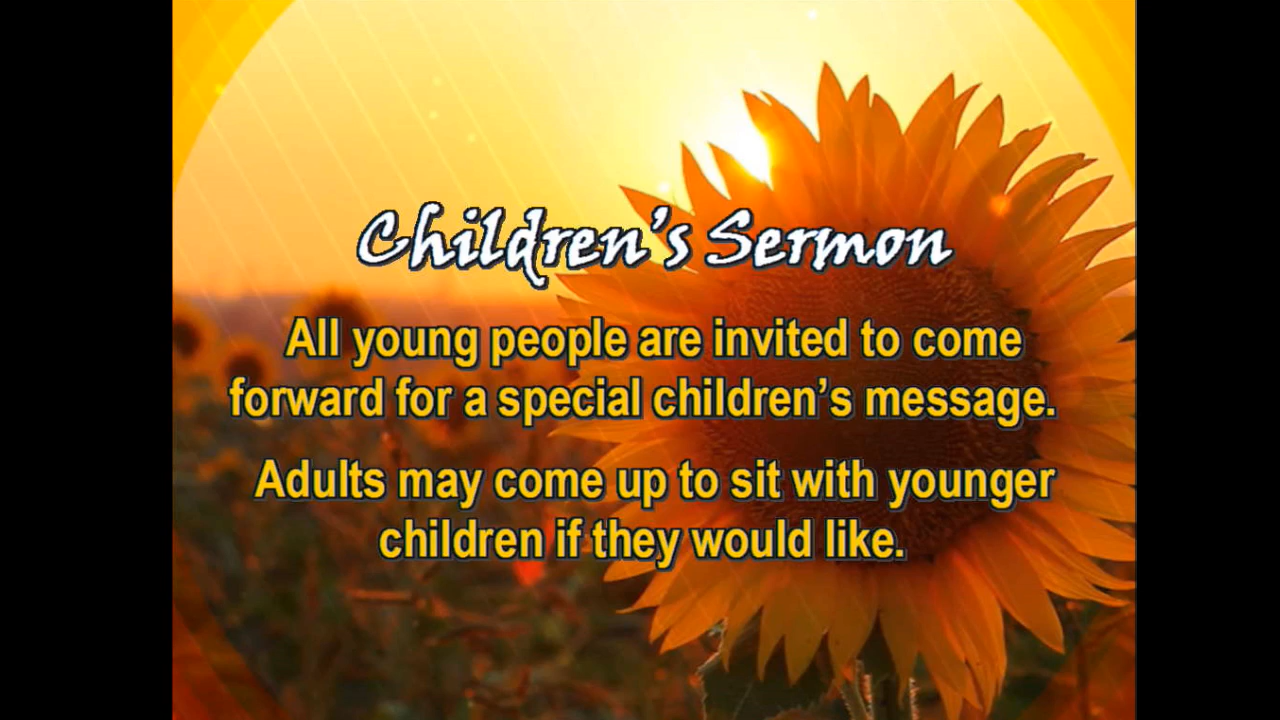 Children’s Sermon
All young people are invited to come
forward for a special children’s message.
Adults may come up to sit with younger
children if they would like.